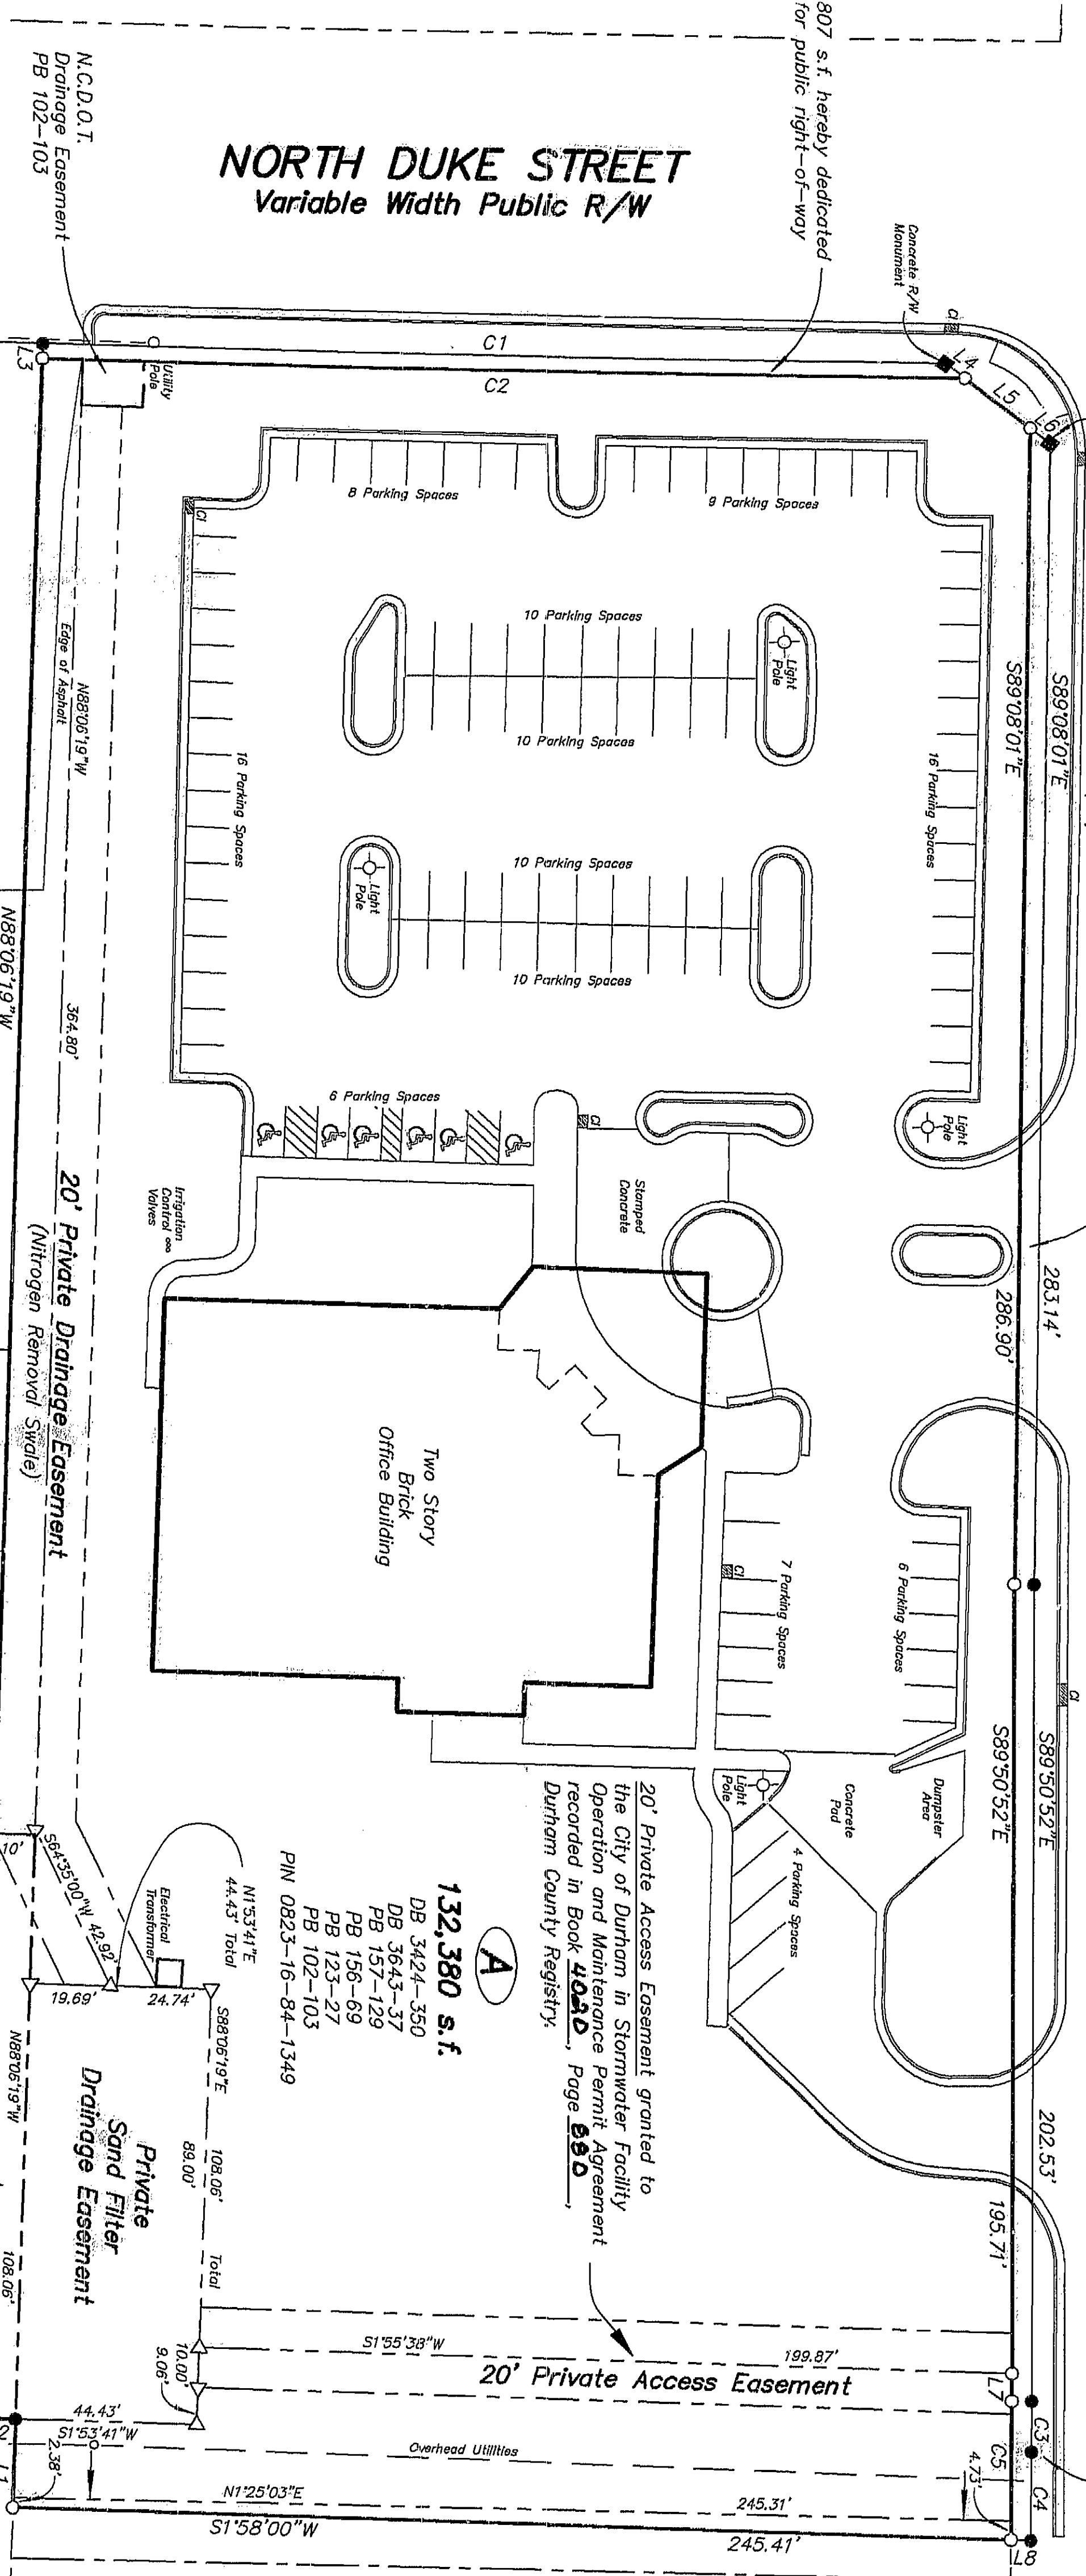 807 s.f. hereby dedicated
for public right-of-way
N.C.D.O.T.
Drainage Easement
PB 102-103
NORTH DUKE STREET
Variable Width Public R/W
Concrete R/W
Monument
CI
L4
L5
L6
L3
C1
C2
Utility
Pole
8 Parking Spaces
9 Parking Spaces
CI
10 Parking Spaces
Light
Pole
10 Parking Spaces
16 Parking Spaces
16 Parking Spaces
S89°08'01"E
S89°08'01"E
Edge of Asphalt
N88°06'19"W
364.80'
N88°06'19"W
10 Parking Spaces
Light
Pole
10 Parking Spaces
6 Parking Spaces
CI
Light
Pole
Stamped
Concrete
Irrigation
Control
Valves
20' Private Drainage Easement
(Nitrogen Removal Swale)
283.14'
286.90'
Two Story
Brick
Office Building
CI
7 Parking Spaces
6 Parking Spaces
CI
S89°50'52"E
S89°50'52"E
Light
Pole
Concrete
Pad
Dumpster
Area
4 Parking Spaces
20' Private Access Easement granted to
the City of Durham in Stormwater Facility
Operation and Maintenance Permit Agreement
recorded in Book 4020, Page 880,
Durham County Registry.
A
132,380 s.f.
DB 3424-350
DB 3643-37
PB 157-129
PB 156-69
PB 123-27
PB 102-103
PIN 0823-16-84-1349
N1°53'41"E
44.43' Total
Electrical
Transformer
10'
S64°35'00"W 42.92'
19.69'
24.74'
S88°06'19"E
108.06'
Total
89.00'
N88°06'19"W
108.06'
Private
Sand Filter
Drainage Easement
202.53'
195.71'
S1°55'38"W
199.87'
20' Private Access Easement
10.00'
9.06'
44.43'
S1°53'41"W
2.38'
L1
Overhead Utilities
N1°25'03"E
245.31'
S1°58'00"W
245.41'
4.73'
L7
C3
C5
C4
L8